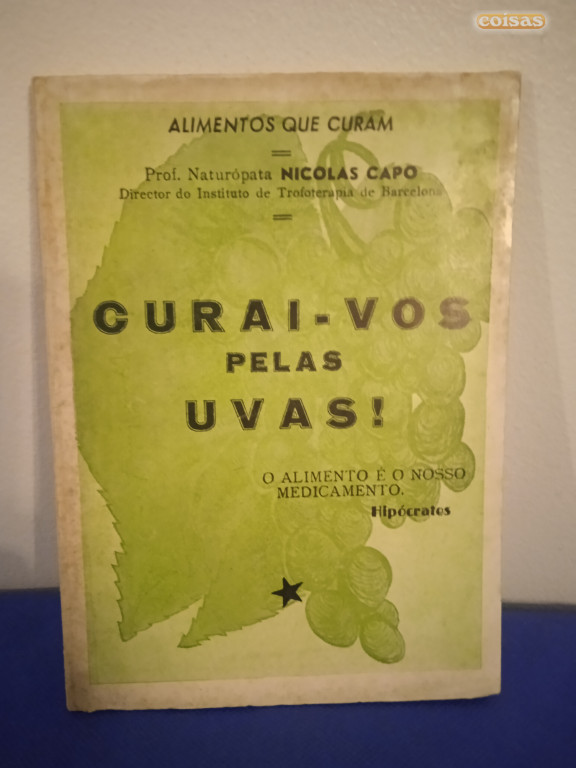 coisas
ALIMENTOS QUE CURAM
Prof. Naturópata NICOLAS CAPO
Director do Instituto de Trofoterapia de Barcelona
CURAI-VOS
PELAS
UVAS!
O ALIMENTO É O NOSSO
MEDICAMENTO.
Hipócrates